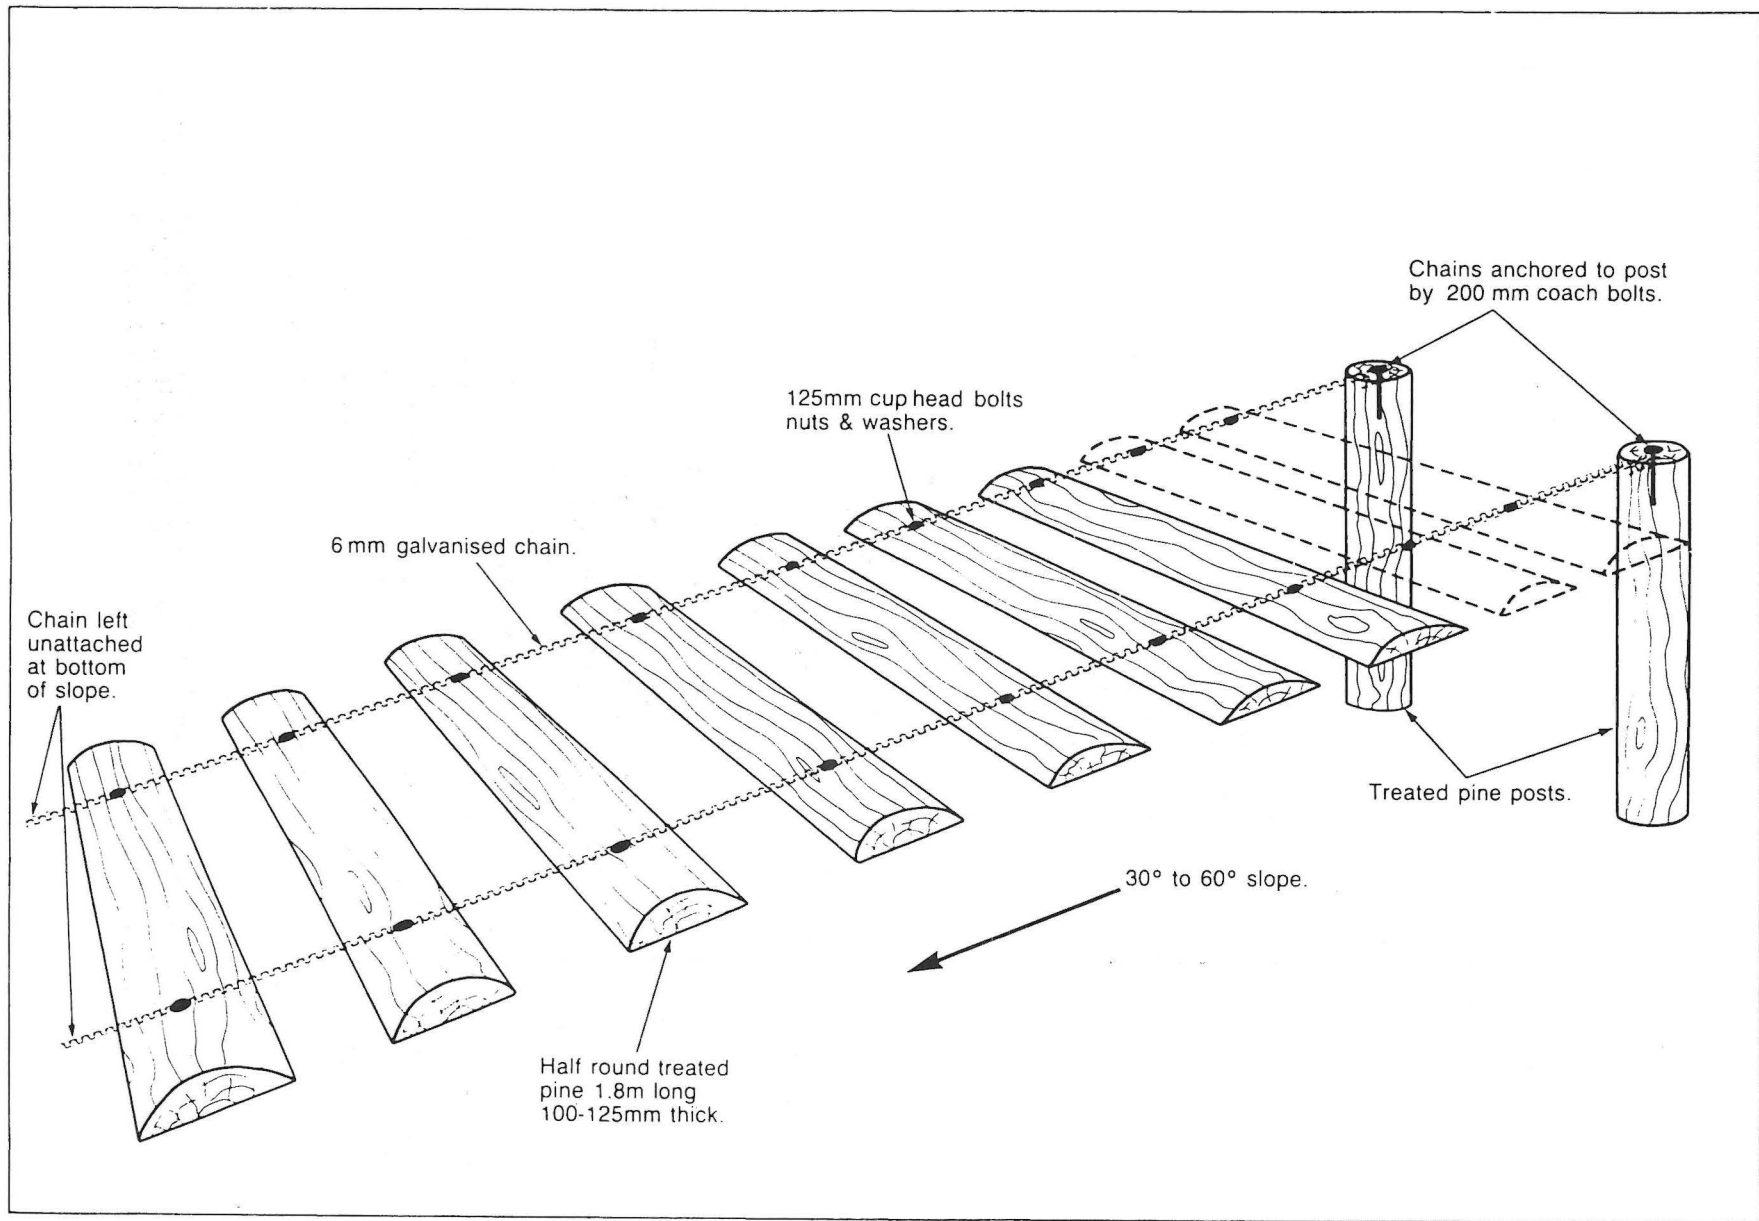 Chains anchored to post
by 200 mm coach bolts.
125mm cup head bolts
nuts & washers.
6 mm galvanised chain.
Chain left
unattached
at bottom
of slope.
Treated pine posts.
30° to 60° slope.
Half round treated
pine 1.8m long
100-125mm thick.